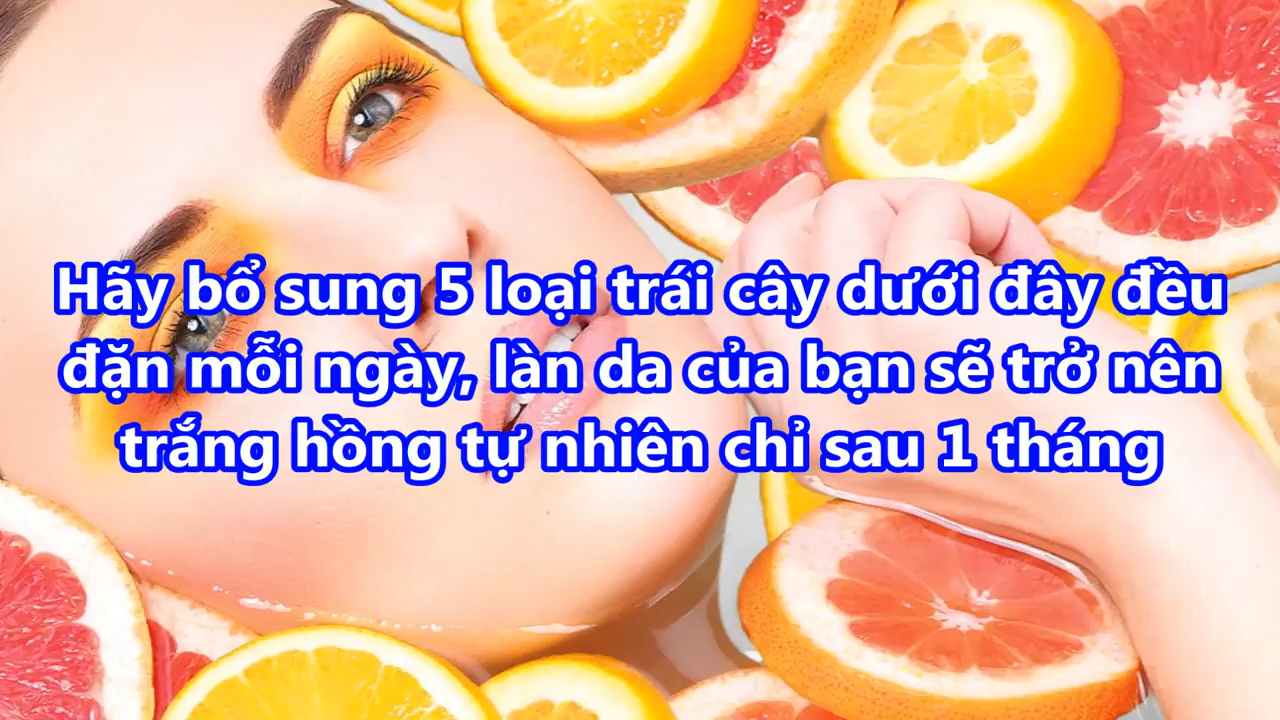 Hãy bổ sung 5 loại trái cây dưới đây đều
đặn mỗi ngày, làn da của bạn sẽ trở nên
trắng hồng tự nhiên chỉ sau 1 tháng